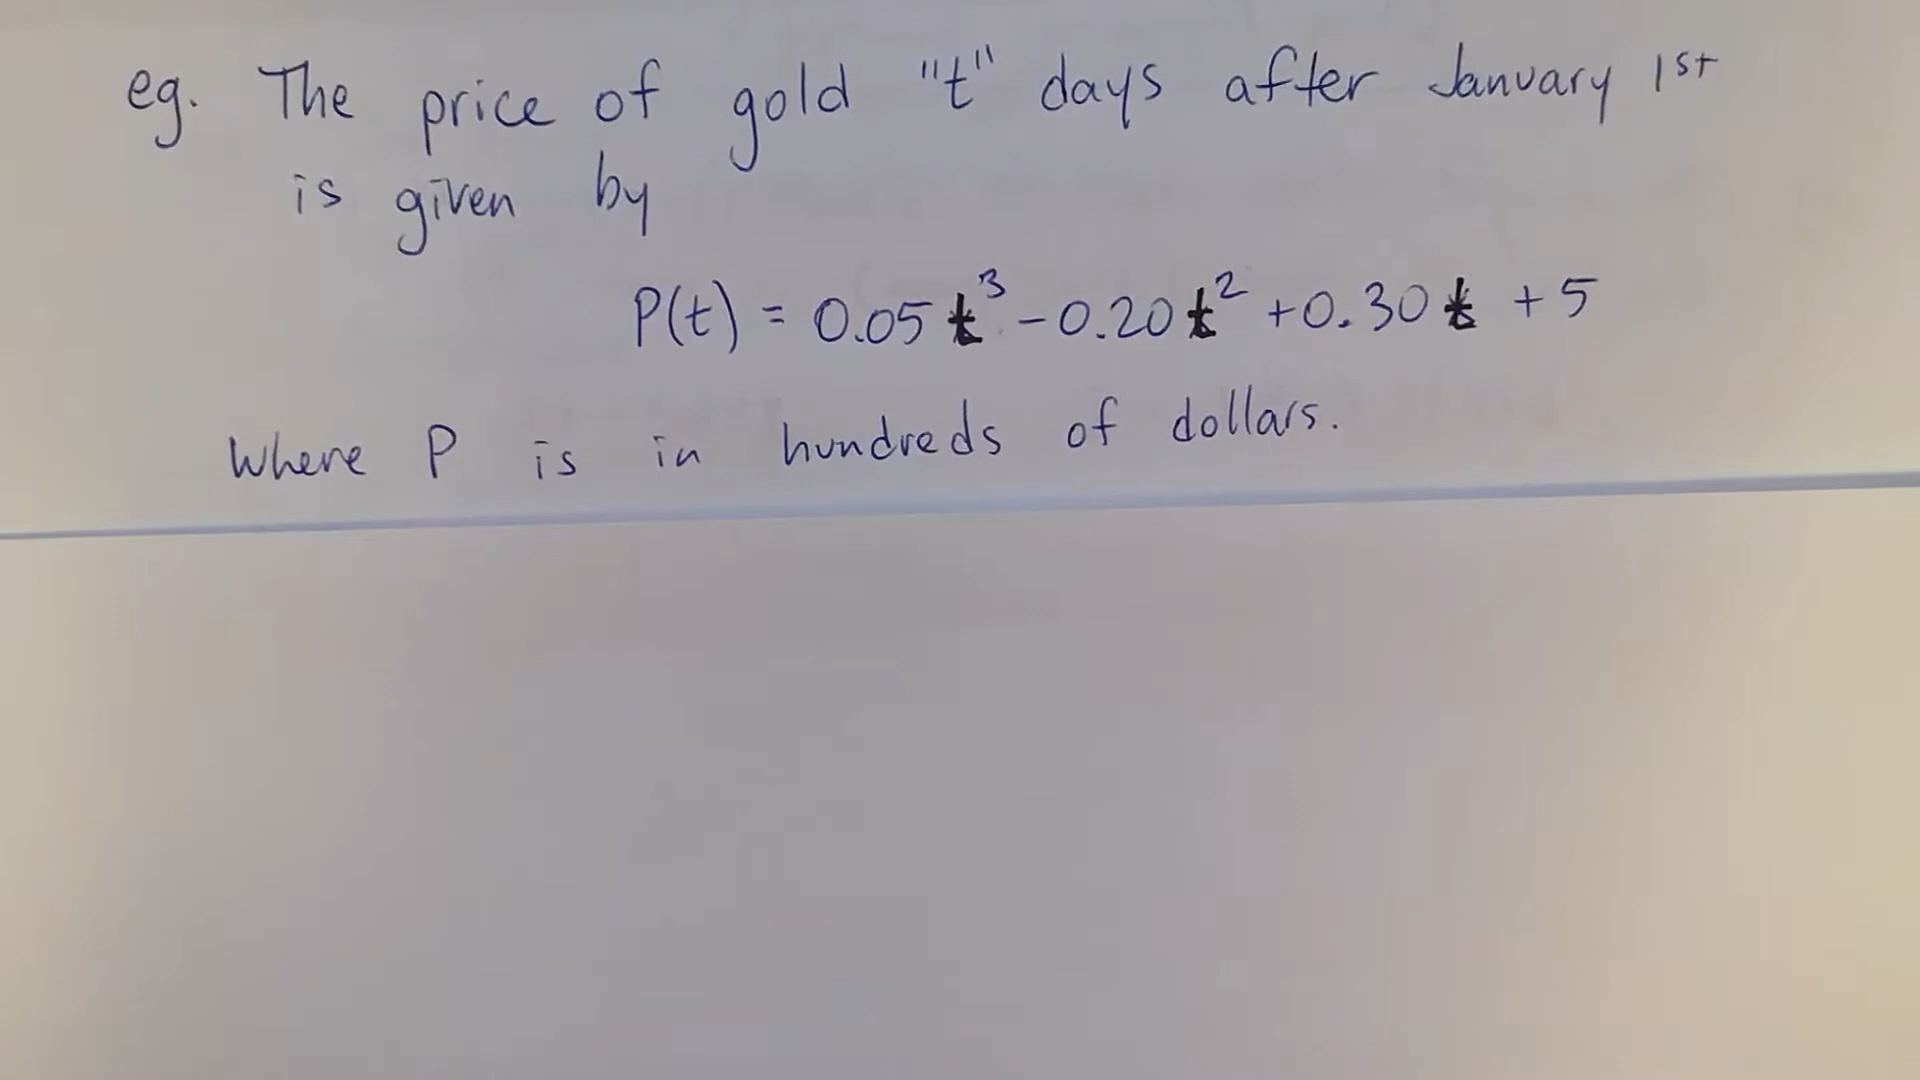 eg. The price of gold "t" days after January 1st
is given by
P(t) = 0.05t³ - 0.20t² + 0.30t + 5
Where P is in hundreds of dollars.